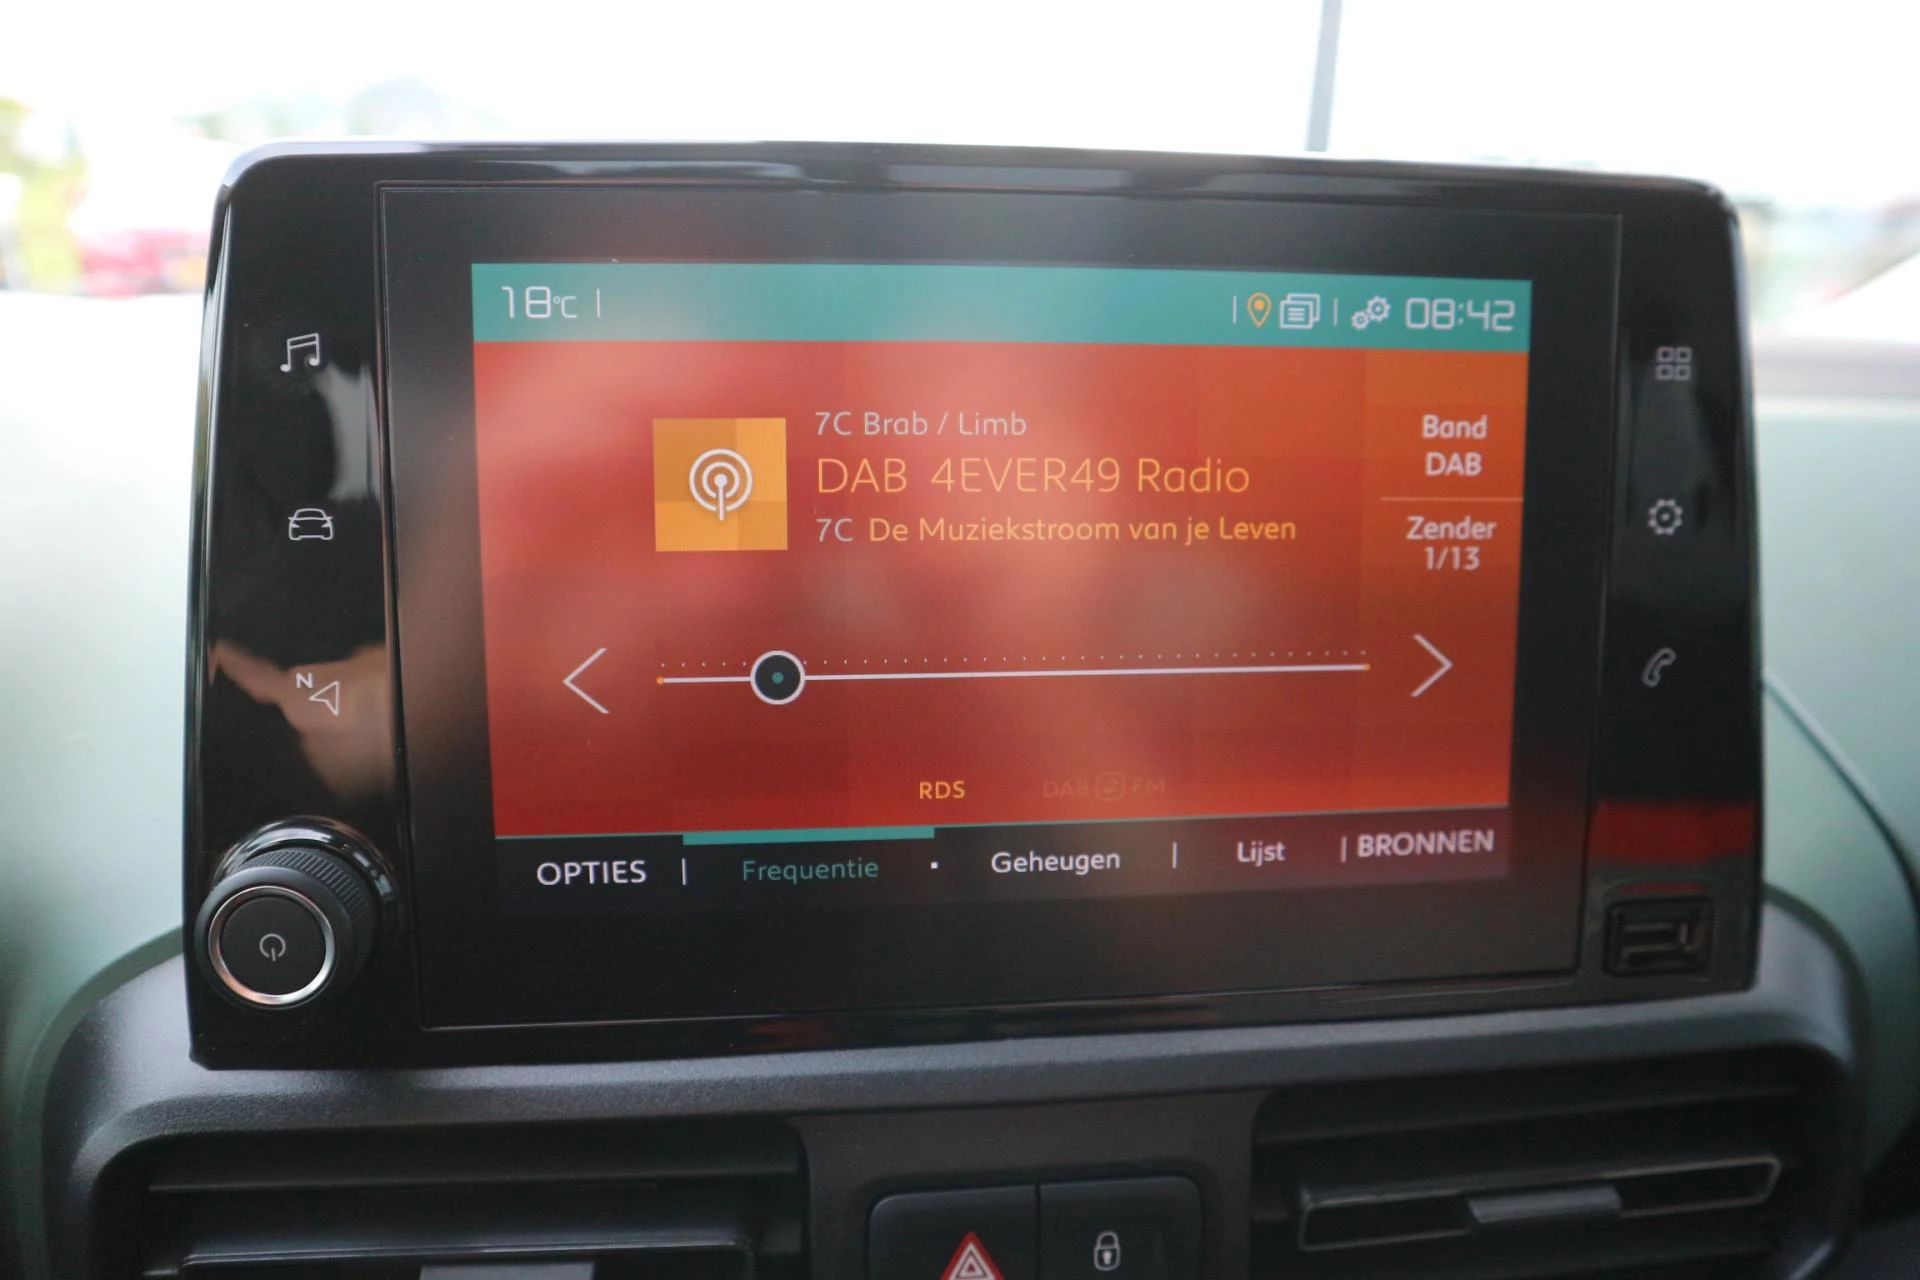 18°C
08:42
7C Brab / Limb
DAB 4EVER49 Radio
7C De Muziekstroom van je Leven
Band
DAB
Zender
1/13
N
RDS
DAB FM
OPTIES | Frequentie · Geheugen | Lijst | BRONNEN